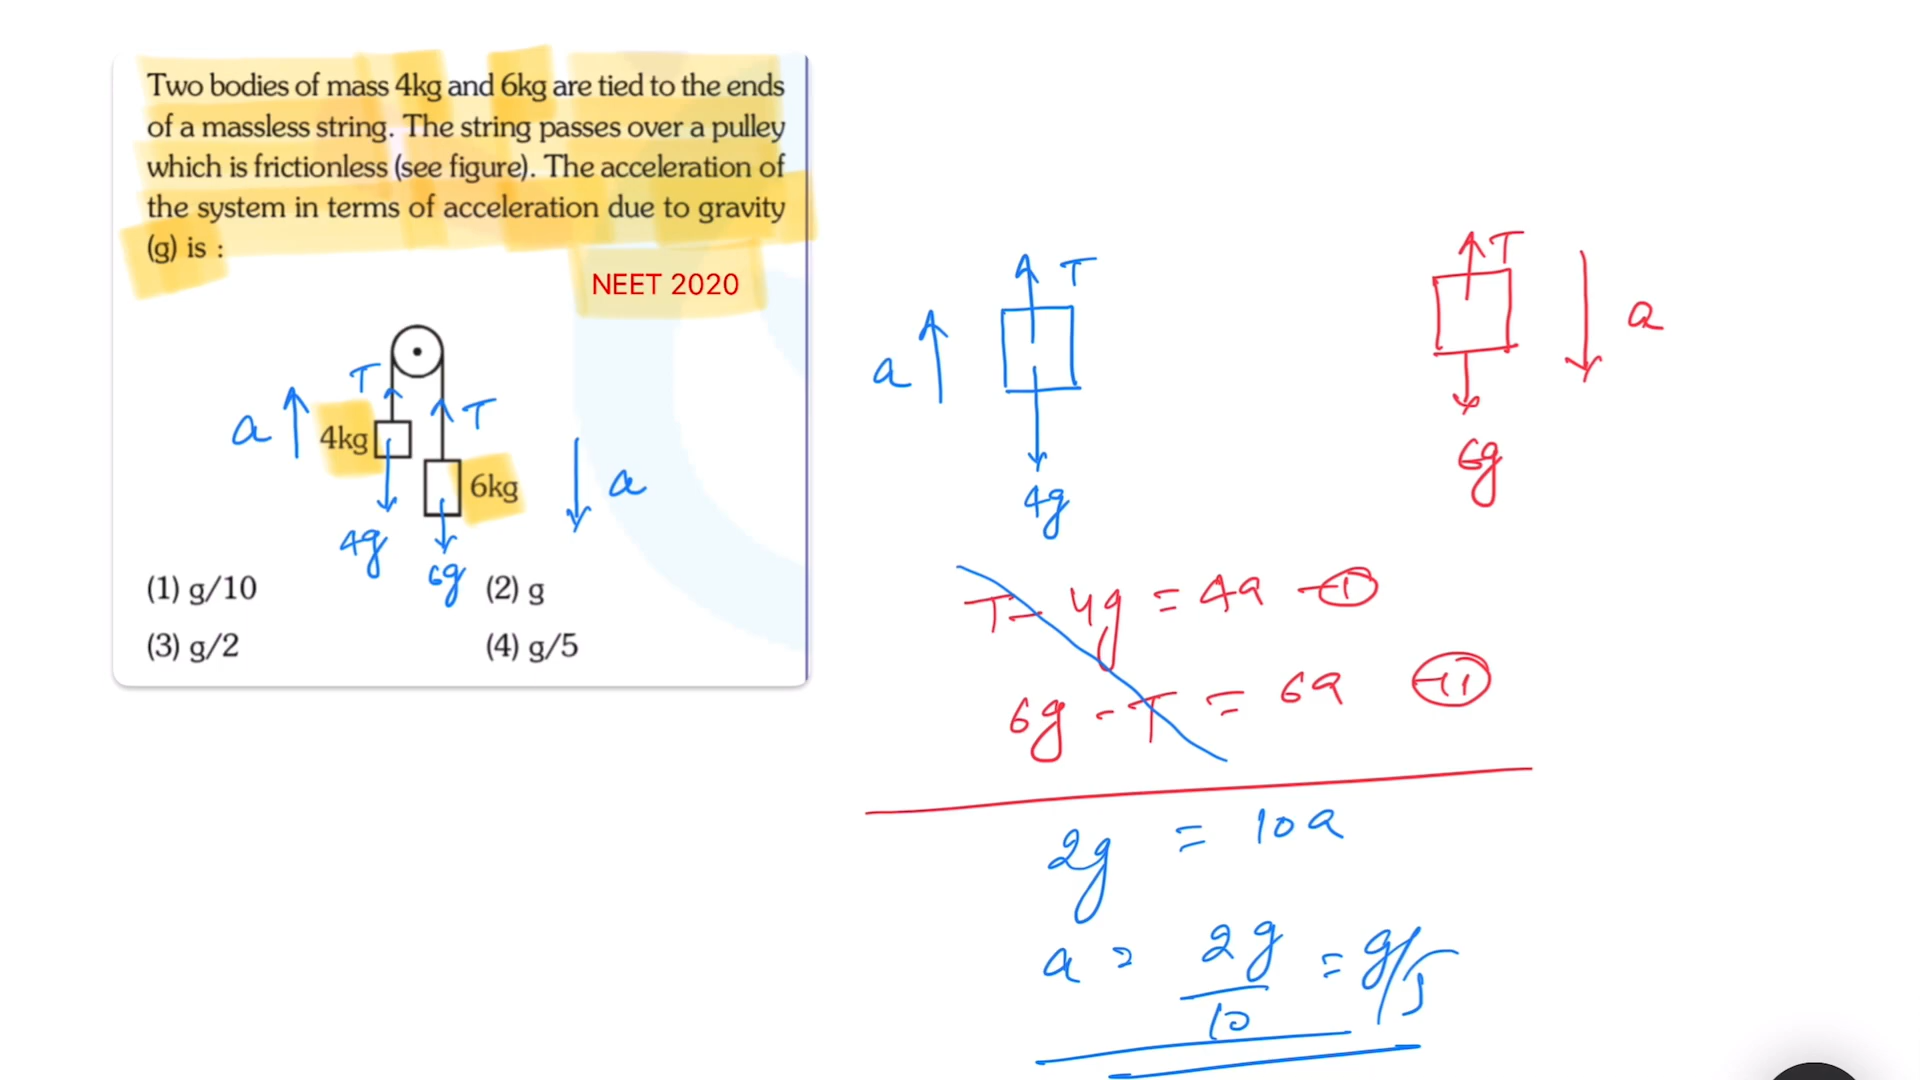 Two bodies of mass 4kg and 6kg are tied to the ends
of a massless string. The string passes over a pulley
which is frictionless (see figure). The acceleration of
the system in terms of acceleration due to gravity
(g) is :
NEET 2020
T
a
4kg
T
6kg
a
4g
6g
(1) g/10
(2) g
(3) g/2
(4) g/5
T
a
4g
T
a
6g
T - 4g = 4a - 1
6g - T = 6a - 11
2g = 10a
a = 2g/10 = g/5